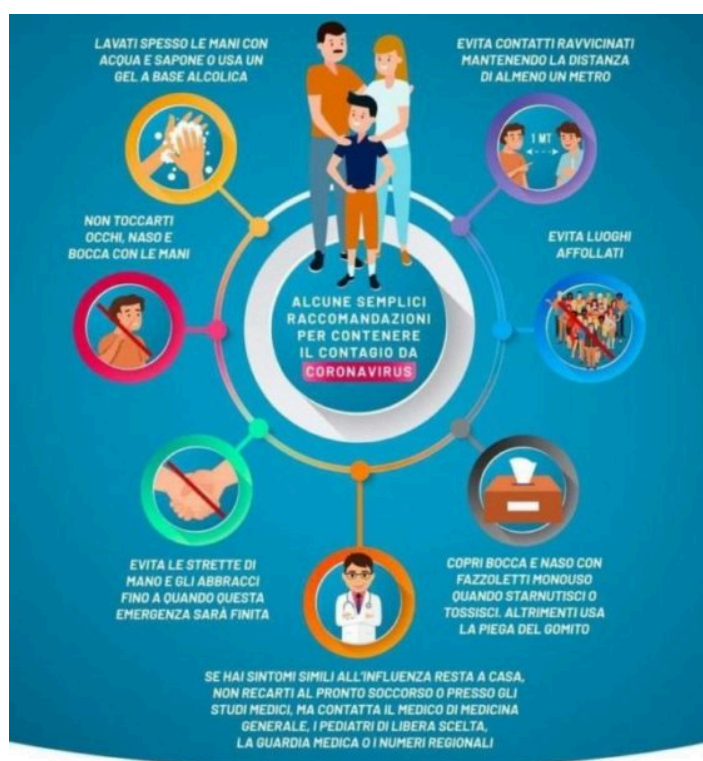 LAVATI SPESSO LE MANI CON
ACQUA E SAPONE O USA UN
GEL A BASE ALCOLICA
EVITA CONTATTI RAVVICINATI
MANTENENDO LA DISTANZA
DI ALMENO UN METRO
1 MT
NON TOCCARTI
OCCHI, NASO E
BOCCA CON LE MANI
EVITA LUOGHI
AFFOLLATI
ALCUNE SEMPLICI
RACCOMANDAZIONI
PER CONTENERE
IL CONTAGIO DA
CORONAVIRUS
EVITA LE STRETTE DI
MANO E GLI ABBRACCI
FINO A QUANDO QUESTA
EMERGENZA SARÀ FINITA
COPRI BOCCA E NASO CON
FAZZOLETTI MONOUSO
QUANDO STARNUTISCI O
TOSSISCI. ALTRIMENTI USA
LA PIEGA DEL GOMITO
SE HAI SINTOMI SIMILI ALL'INFLUENZA RESTA A CASA,
NON RECARTI AL PRONTO SOCCORSO O PRESSO GLI
STUDI MEDICI, MA CONTATTA IL MEDICO DI MEDICINA
GENERALE, I PEDIATRI DI LIBERA SCELTA,
LA GUARDIA MEDICA O I NUMERI REGIONALI